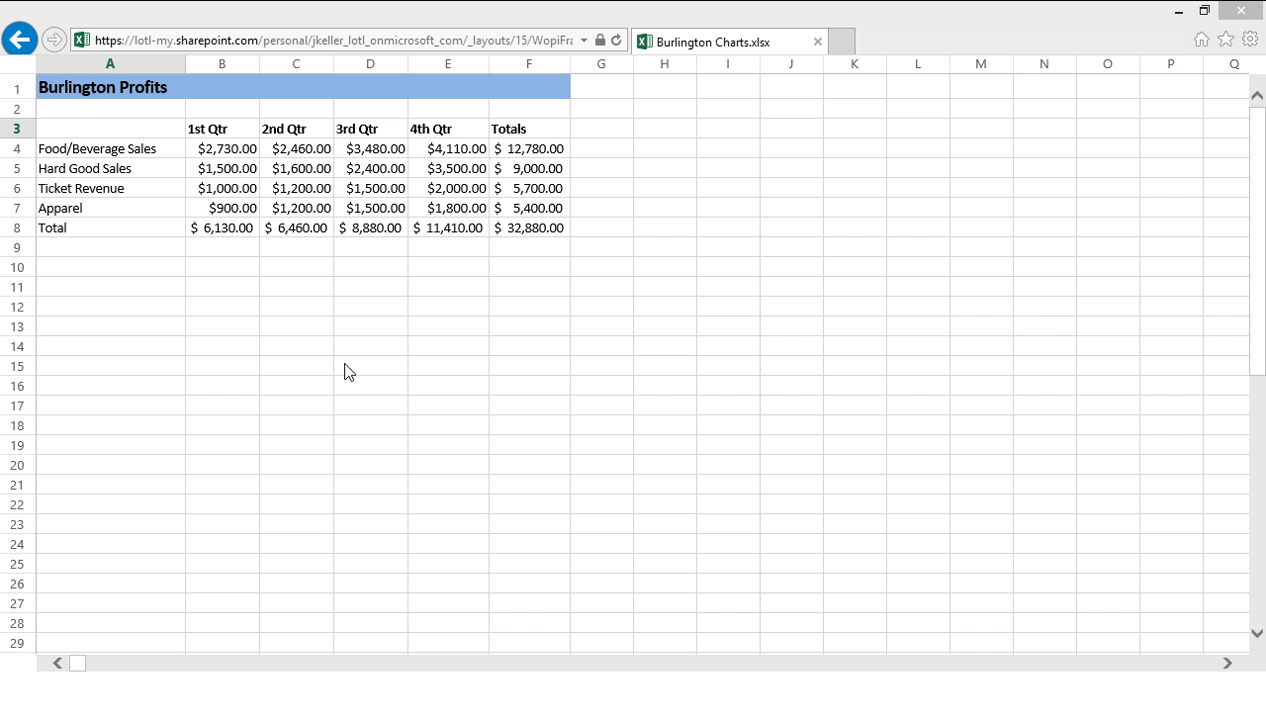 https://lotl-my.sharepoint.com/personal/jkeller_lotl_onmicrosoft_com/_layouts/15/WopiFra
Burlington Charts.xlsx
A B C D E F G H I J K L M N O P Q
1 Burlington Profits
2
3 1st Qtr 2nd Qtr 3rd Qtr 4th Qtr Totals
4 Food/Beverage Sales $2,730.00 $2,460.00 $3,480.00 $4,110.00 $ 12,780.00
5 Hard Good Sales $1,500.00 $1,600.00 $2,400.00 $3,500.00 $ 9,000.00
6 Ticket Revenue $1,000.00 $1,200.00 $1,500.00 $2,000.00 $ 5,700.00
7 Apparel $900.00 $1,200.00 $1,500.00 $1,800.00 $ 5,400.00
8 Total $ 6,130.00 $ 6,460.00 $ 8,880.00 $ 11,410.00 $ 32,880.00
9
10
11
12
13
14
15
16
17
18
19
20
21
22
23
24
25
26
27
28
29